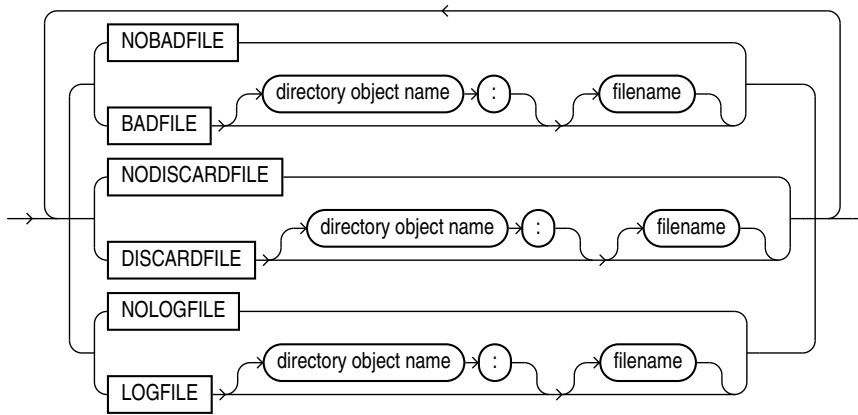 NOBADFILE
directory object name : filename
BADFILE
NODISCARDFILE
directory object name : filename
DISCARDFILE
NOLOGFILE
directory object name : filename
LOGFILE